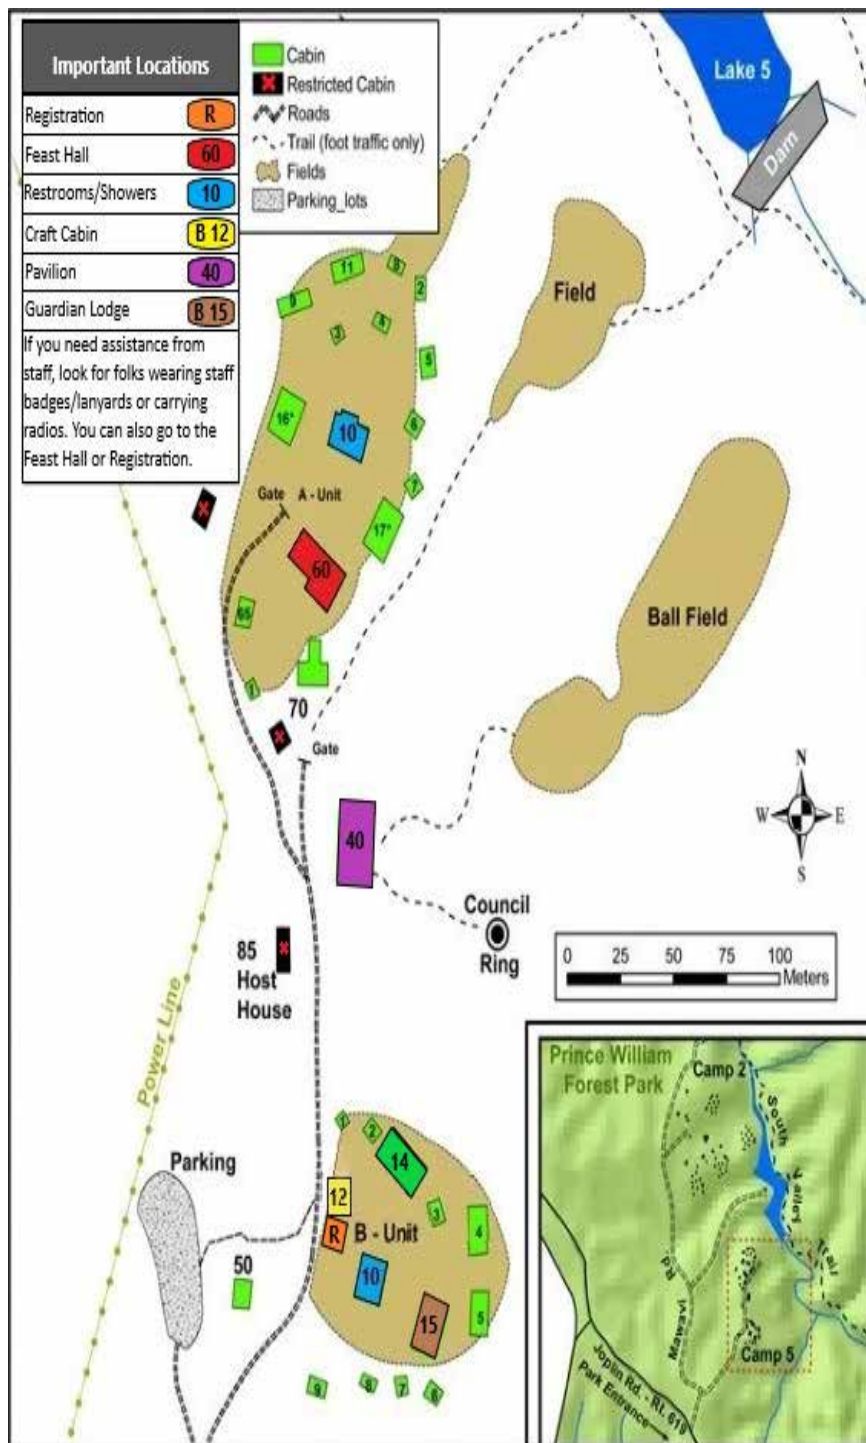 Important Locations
Registration R
Feast Hall 60
Restrooms/Showers 10
Craft Cabin B 12
Pavilion 40
Guardian Lodge B 15
If you need assistance from
staff, look for folks wearing staff
badges/lanyards or carrying
radios. You can also go to the
Feast Hall or Registration.
Cabin
Restricted Cabin
Roads
Trail (foot traffic only)
Fields
Parking_lots
Lake 5
Dam
Field
11
8
2
9
3
4
5
16*
10
6
7
Gate A - Unit
17*
60
65
1
70
Gate
Ball Field
N
W E
S
40
Council
Ring
85
Host
House
0 25 50 75 100
Meters
Power Line
Parking
50
1
2
14
12
3
R
B - Unit
4
10
15
5
9
8
7
6
Prince William
Forest Park
Camp 2
South
Valley
Trail
Mawavi
Rd.
Camp 5
Joplin Rd. - Rt. 619
Park Entrance